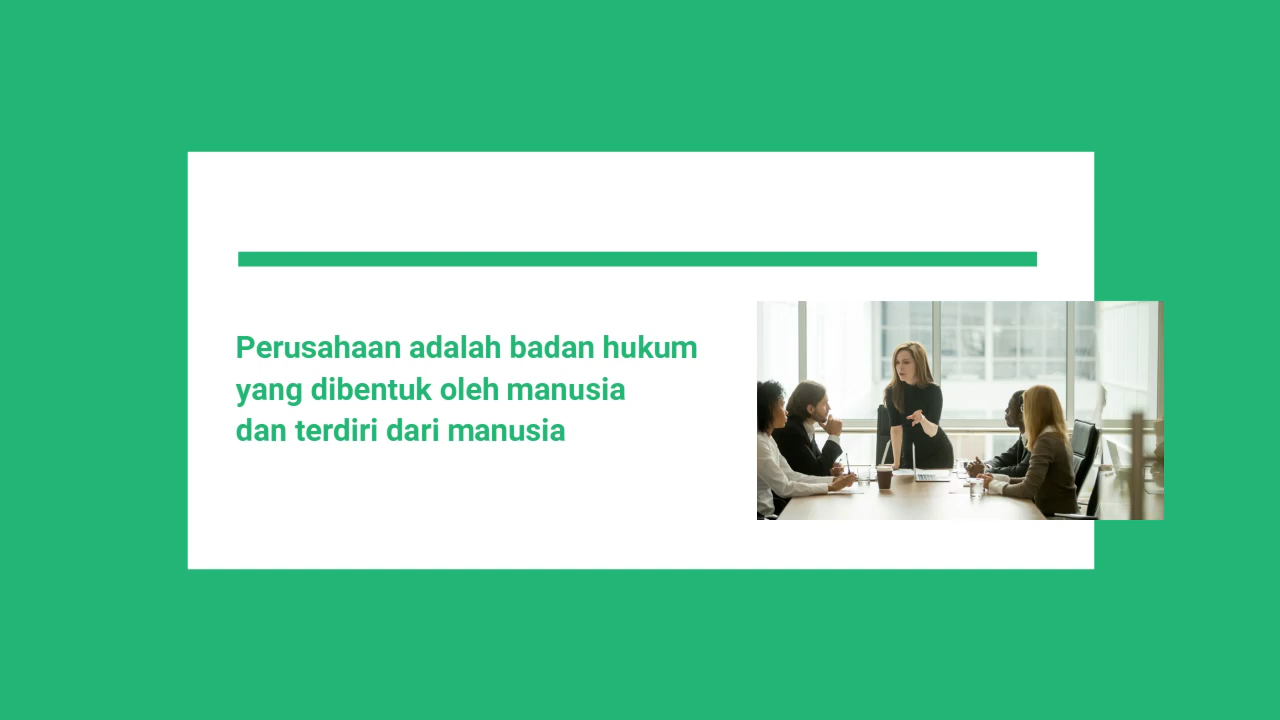 Perusahaan adalah badan hukum
yang dibentuk oleh manusia
dan terdiri dari manusia